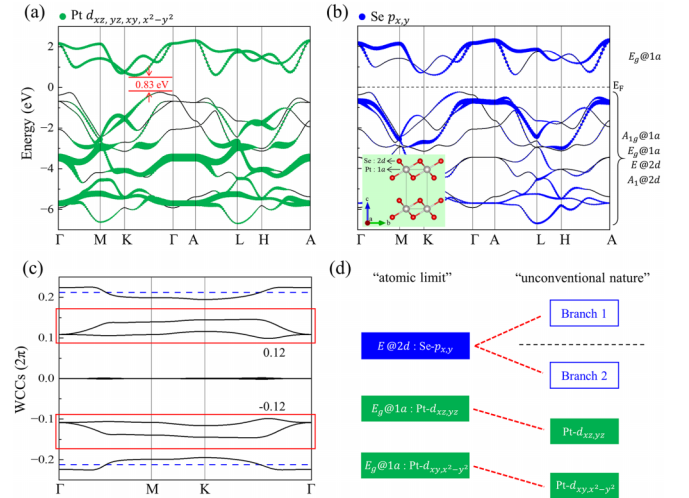 (a) ● Pt d_{xz, yz, xy, x²−y²}
Energy (eV)
2
0
−2
−4
−6
0.83 eV
Γ M K Γ A L H A
(b) ● Se p_{x,y}
E_F
Se : 2d
Pt : 1a
c
a
b
Γ M K Γ A L H A
E_g@1a
A_{1g}@1a
E_g@1a
E@2d
A_1@2d
(c)
WCCs (2π)
0.2
0.1
0.0
−0.1
−0.2
0.12
-0.12
Γ M K Γ
(d)
“atomic limit” “unconventional nature”
Branch 1
E@2d : Se-p_{x,y}
Branch 2
E_g@1a : Pt-d_{xz,yz}
Pt-d_{xz,yz}
E_g@1a : Pt-d_{xy,x²−y²}
Pt-d_{xy,x²−y²}